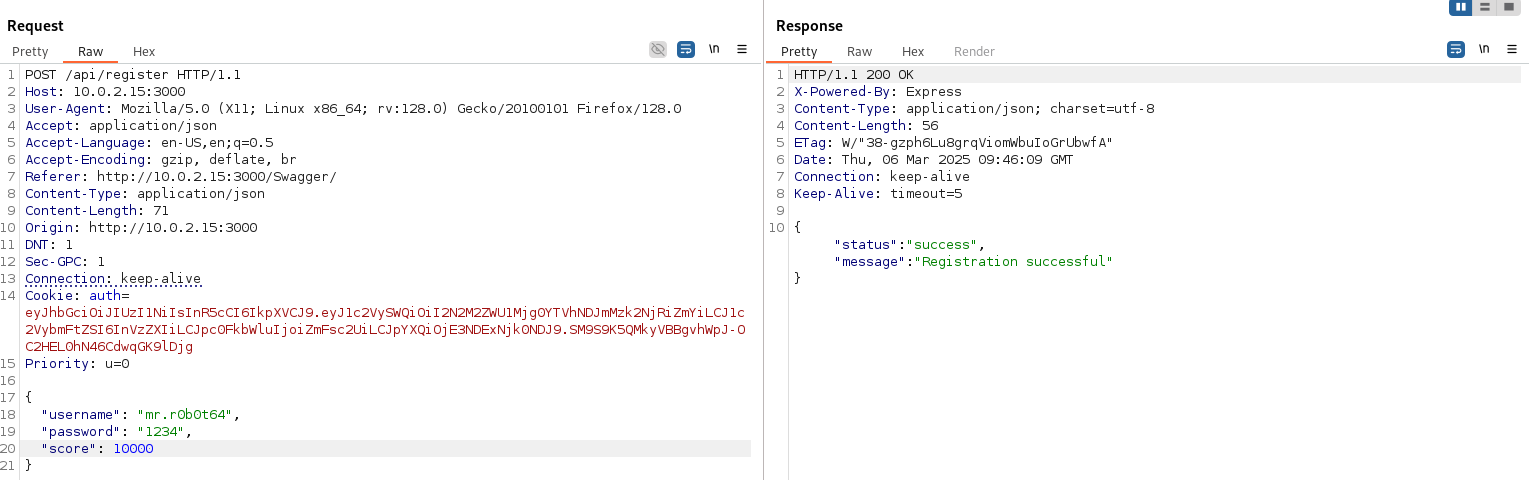 Request
Pretty Raw Hex \n
1 POST /api/register HTTP/1.1
2 Host: 10.0.2.15:3000
3 User-Agent: Mozilla/5.0 (X11; Linux x86_64; rv:128.0) Gecko/20100101 Firefox/128.0
4 Accept: application/json
5 Accept-Language: en-US,en;q=0.5
6 Accept-Encoding: gzip, deflate, br
7 Referer: http://10.0.2.15:3000/Swagger/
8 Content-Type: application/json
9 Content-Length: 71
10 Origin: http://10.0.2.15:3000
11 DNT: 1
12 Sec-GPC: 1
13 Connection: keep-alive
14 Cookie: auth=
eyJhbGciOiJIUzI1NiIsInR5cCI6IkpXVCJ9.eyJ1c2VySWQiOiI2N2M2ZWU1Mjg0YTVhNDJmMzk2NjRiZmYiLCJ1c
2VybmFtZSI6InVzZXIiLCJpc0FkbWluIjoiZmFsc2UiLCJpYXQiOjE3NDExNjk0NDJ9.SM9S9K5QMkyVBBgvhWpJ-0
C2HEL0hN46CdwqGK9lDjg
15 Priority: u=0
16
17 {
18 "username": "mr.r0b0t64",
19 "password": "1234",
20 "score": 10000
21 }
Response
Pretty Raw Hex Render \n
1 HTTP/1.1 200 OK
2 X-Powered-By: Express
3 Content-Type: application/json; charset=utf-8
4 Content-Length: 56
5 ETag: W/"38-gzph6Lu8grqViomWbuIoGrUbwfA"
6 Date: Thu, 06 Mar 2025 09:46:09 GMT
7 Connection: keep-alive
8 Keep-Alive: timeout=5
9
10 {
"status":"success",
"message":"Registration successful"
}